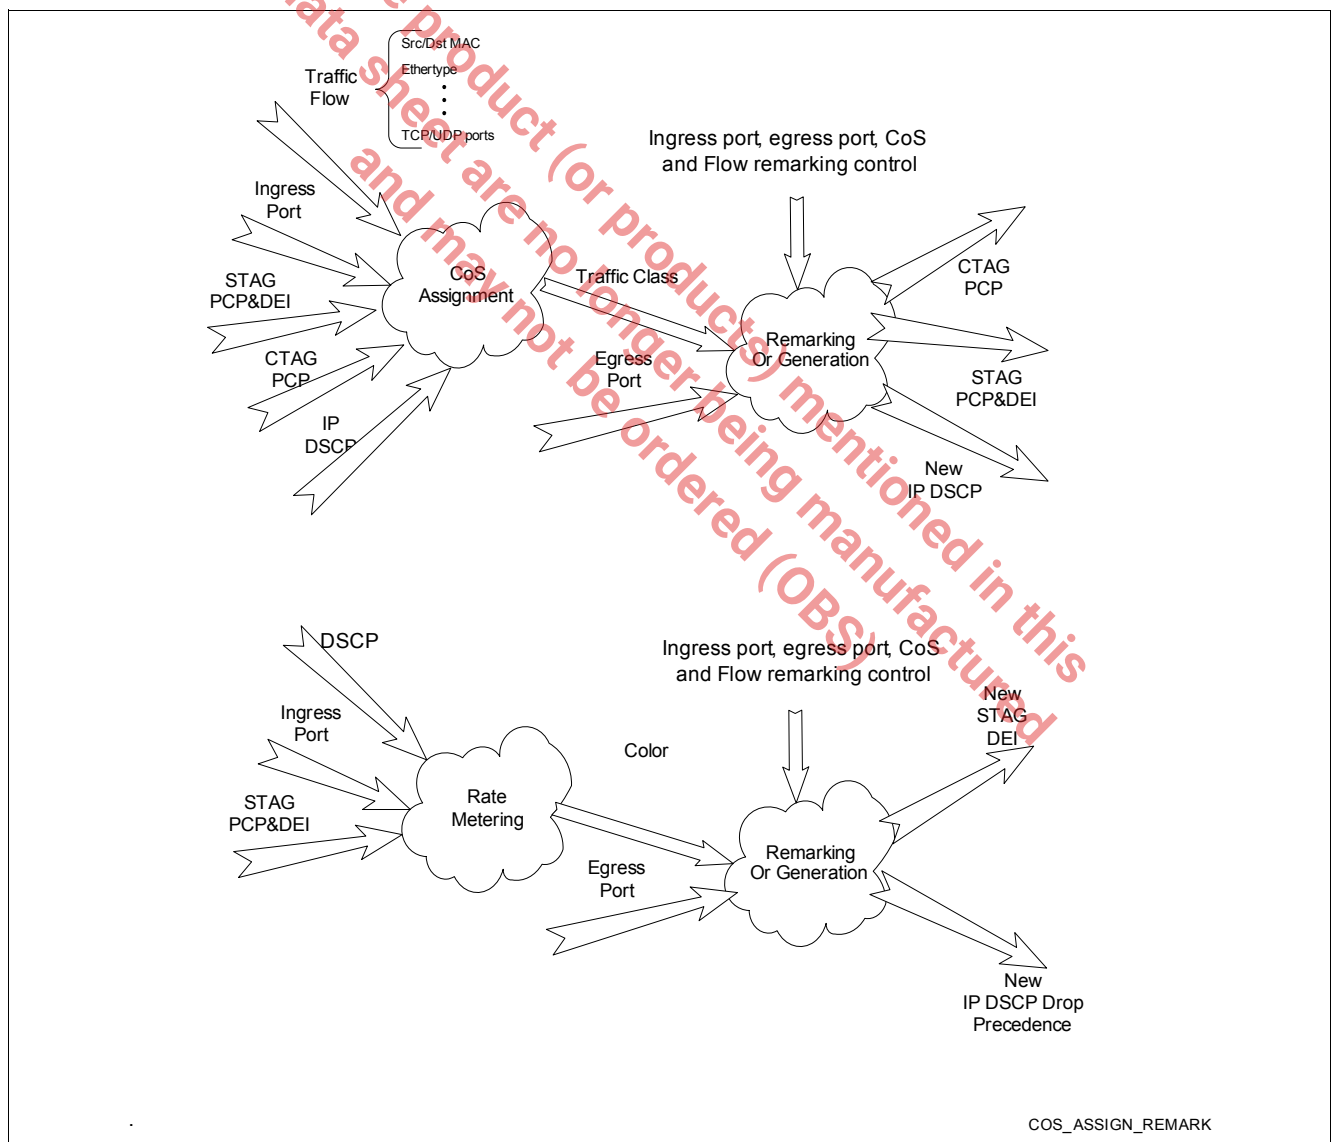 e product (or products) mentioned in this
data sheet are no longer being manufactured
and may not be ordered (OBS)
Src/Dst MAC
Ethertype
TCP/UDP ports
Traffic
Flow
Ingress port, egress port, CoS
and Flow remarking control
Ingress
Port
STAG
PCP&DEI
CTAG
PCP
IP
DSCP
CoS
Assignment
Traffic Class
Egress
Port
Remarking
Or Generation
CTAG
PCP
STAG
PCP&DEI
New
IP DSCP
DSCP
Ingress
Port
STAG
PCP&DEI
Rate
Metering
Color
Ingress port, egress port, CoS
and Flow remarking control
Egress
Port
Remarking
Or Generation
New
STAG
DEI
New
IP DSCP Drop
Precedence
.
COS_ASSIGN_REMARK